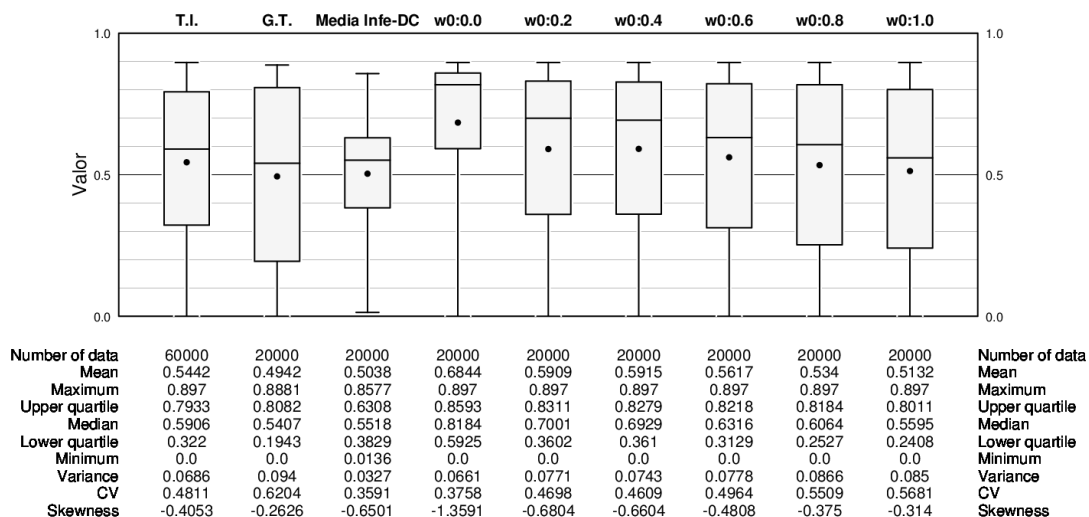 T.I. G.T. Media Infe-DC w0:0.0 w0:0.2 w0:0.4 w0:0.6 w0:0.8 w0:1.0
1.0 1.0
Valor
0.5 0.5
0.0 0.0
Number of data 60000 20000 20000 20000 20000 20000 20000 20000 20000 Number of data
Mean 0.5442 0.4942 0.5038 0.6844 0.5909 0.5915 0.5617 0.534 0.5132 Mean
Maximum 0.897 0.8881 0.8577 0.897 0.897 0.897 0.897 0.897 0.897 Maximum
Upper quartile 0.7933 0.8082 0.6308 0.8593 0.8311 0.8279 0.8218 0.8184 0.8011 Upper quartile
Median 0.5906 0.5407 0.5518 0.8184 0.7001 0.6929 0.6316 0.6064 0.5595 Median
Lower quartile 0.322 0.1943 0.3829 0.5925 0.3602 0.361 0.3129 0.2527 0.2408 Lower quartile
Minimum 0.0 0.0 0.0136 0.0 0.0 0.0 0.0 0.0 0.0 Minimum
Variance 0.0686 0.094 0.0327 0.0661 0.0771 0.0743 0.0778 0.0866 0.085 Variance
CV 0.4811 0.6204 0.3591 0.3758 0.4698 0.4609 0.4964 0.5509 0.5681 CV
Skewness -0.4053 -0.2626 -0.6501 -1.3591 -0.6804 -0.6604 -0.4808 -0.375 -0.314 Skewness